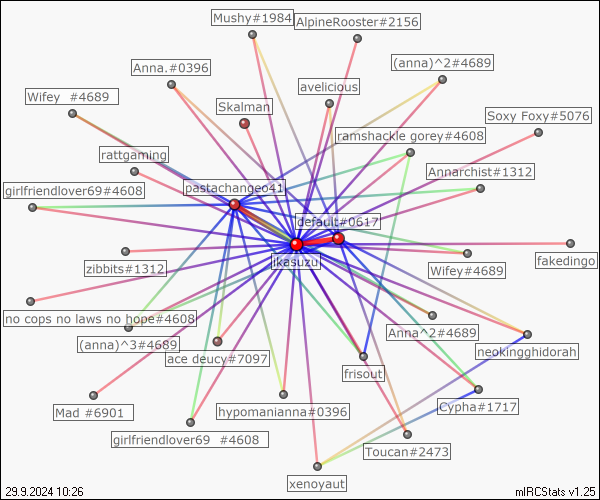 Mushy#1984
AlpineRooster#2156
(anna)^2#4689
Anna.#0396
avelicious
Wifey  #4689
Skalman
Soxy Foxy#5076
ramshackle gorey#4608
rattgaming
Annarchist#1312
girlfriendlover69#4608
pastachangeo41
default#0617
ikasuzu
fakedingo
zibbits#1312
Wifey#4689
no cops no laws no hope#4608
Anna^2#4689
(anna)^3#4689
neokingghidorah
ace deucy#7097
frisout
Mad #6901
hypomanianna#0396
Cypha#1717
girlfriendlover69  #4608
Toucan#2473
xenoyaut
29.9.2024 10:26
mIRCStats v1.25